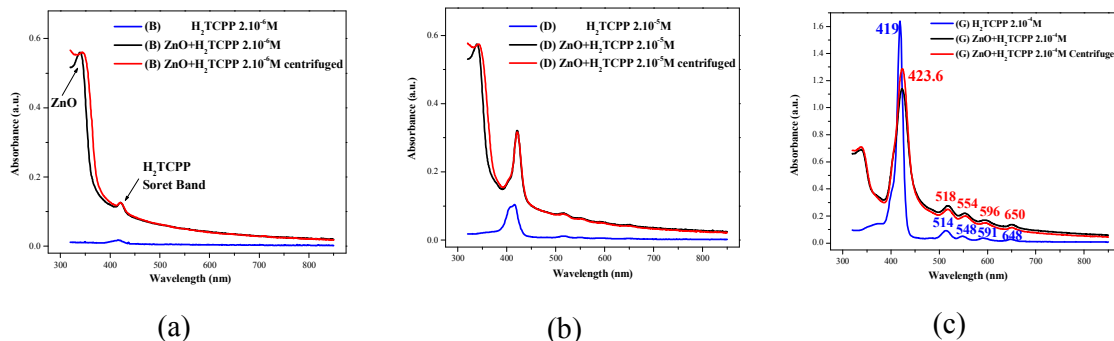 (B) H₂TCPP 2.10⁻⁶M
(B) ZnO+H₂TCPP 2.10⁻⁶M
(B) ZnO+H₂TCPP 2.10⁻⁶M centrifuged
ZnO
H₂TCPP
Soret Band
Absorbance (a.u.)
0.6
0.4
0.2
0.0
300 400 500 600 700 800
Wavelength (nm)
(a)
(D) H₂TCPP 2.10⁻⁵M
(D) ZnO+H₂TCPP 2.10⁻⁵M
(D) ZnO+H₂TCPP 2.10⁻⁵M centrifuged
Absorbance (a.u.)
0.6
0.4
0.2
0.0
300 400 500 600 700 800
Wavelength (nm)
(b)
(G) H₂TCPP 2.10⁻⁴M
(G) ZnO+H₂TCPP 2.10⁻⁴M
(G) ZnO+H₂TCPP 2.10⁻⁴M Centrifuged
419
423.6
518 554 596 650
514 548 591 648
Absorbance (a.u.)
1.6
1.4
1.2
1.0
0.8
0.6
0.4
0.2
0.0
300 400 500 600 700 800
Wavelength (nm)
(c)